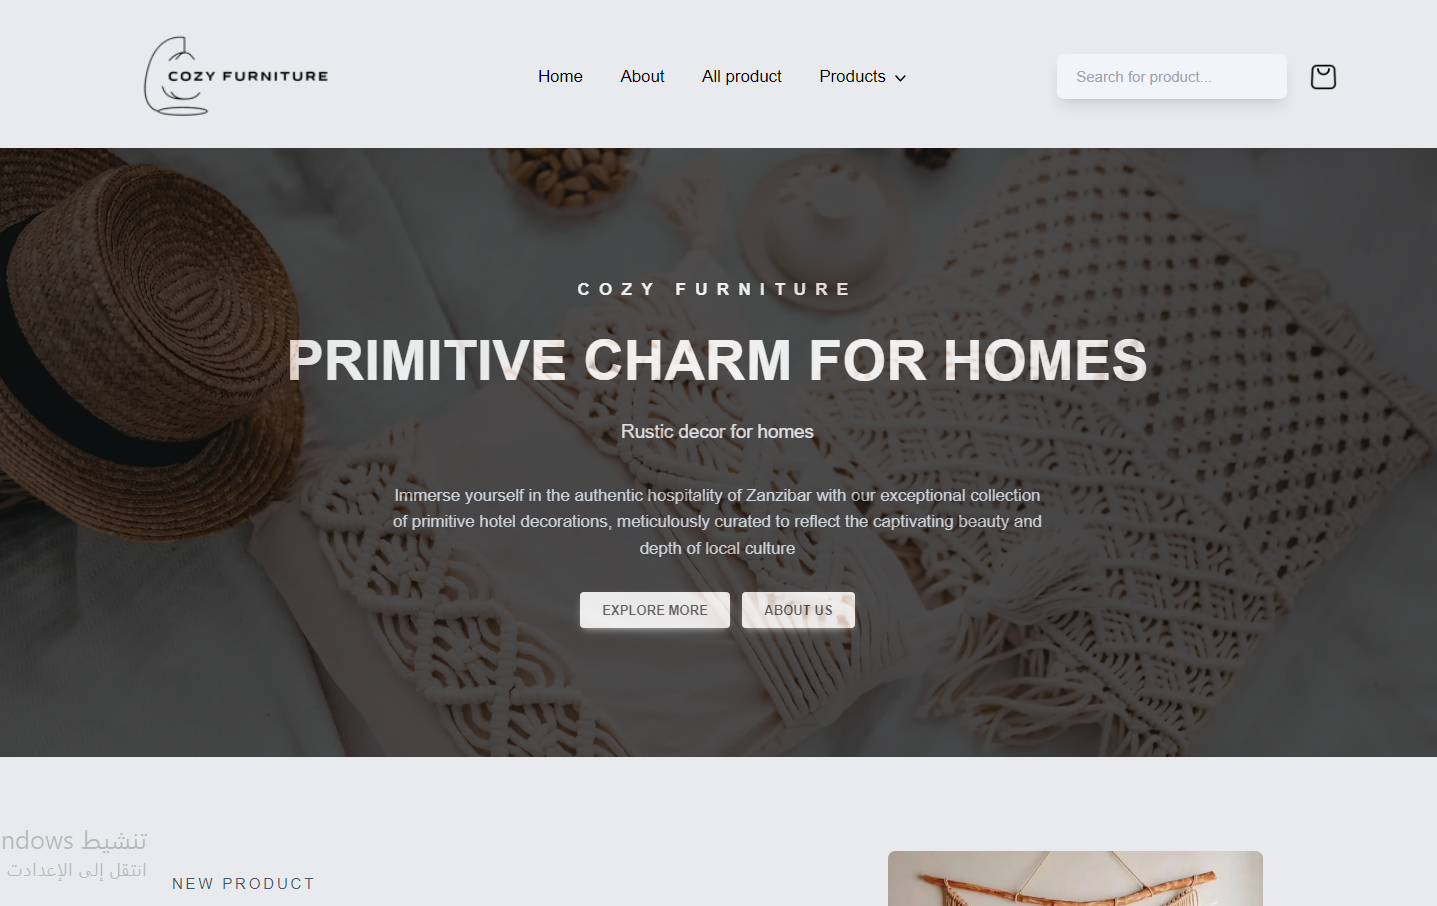 COZY FURNITURE
Home
About
All product
Products
Search for product...
COZY FURNITURE
PRIMITIVE CHARM FOR HOMES
Rustic decor for homes
Immerse yourself in the authentic hospitality of Zanzibar with our exceptional collection
of primitive hotel decorations, meticulously curated to reflect the captivating beauty and
depth of local culture
EXPLORE MORE
ABOUT US
تنشيط ndows
انتقل إلى الإعدادت
NEW PRODUCT